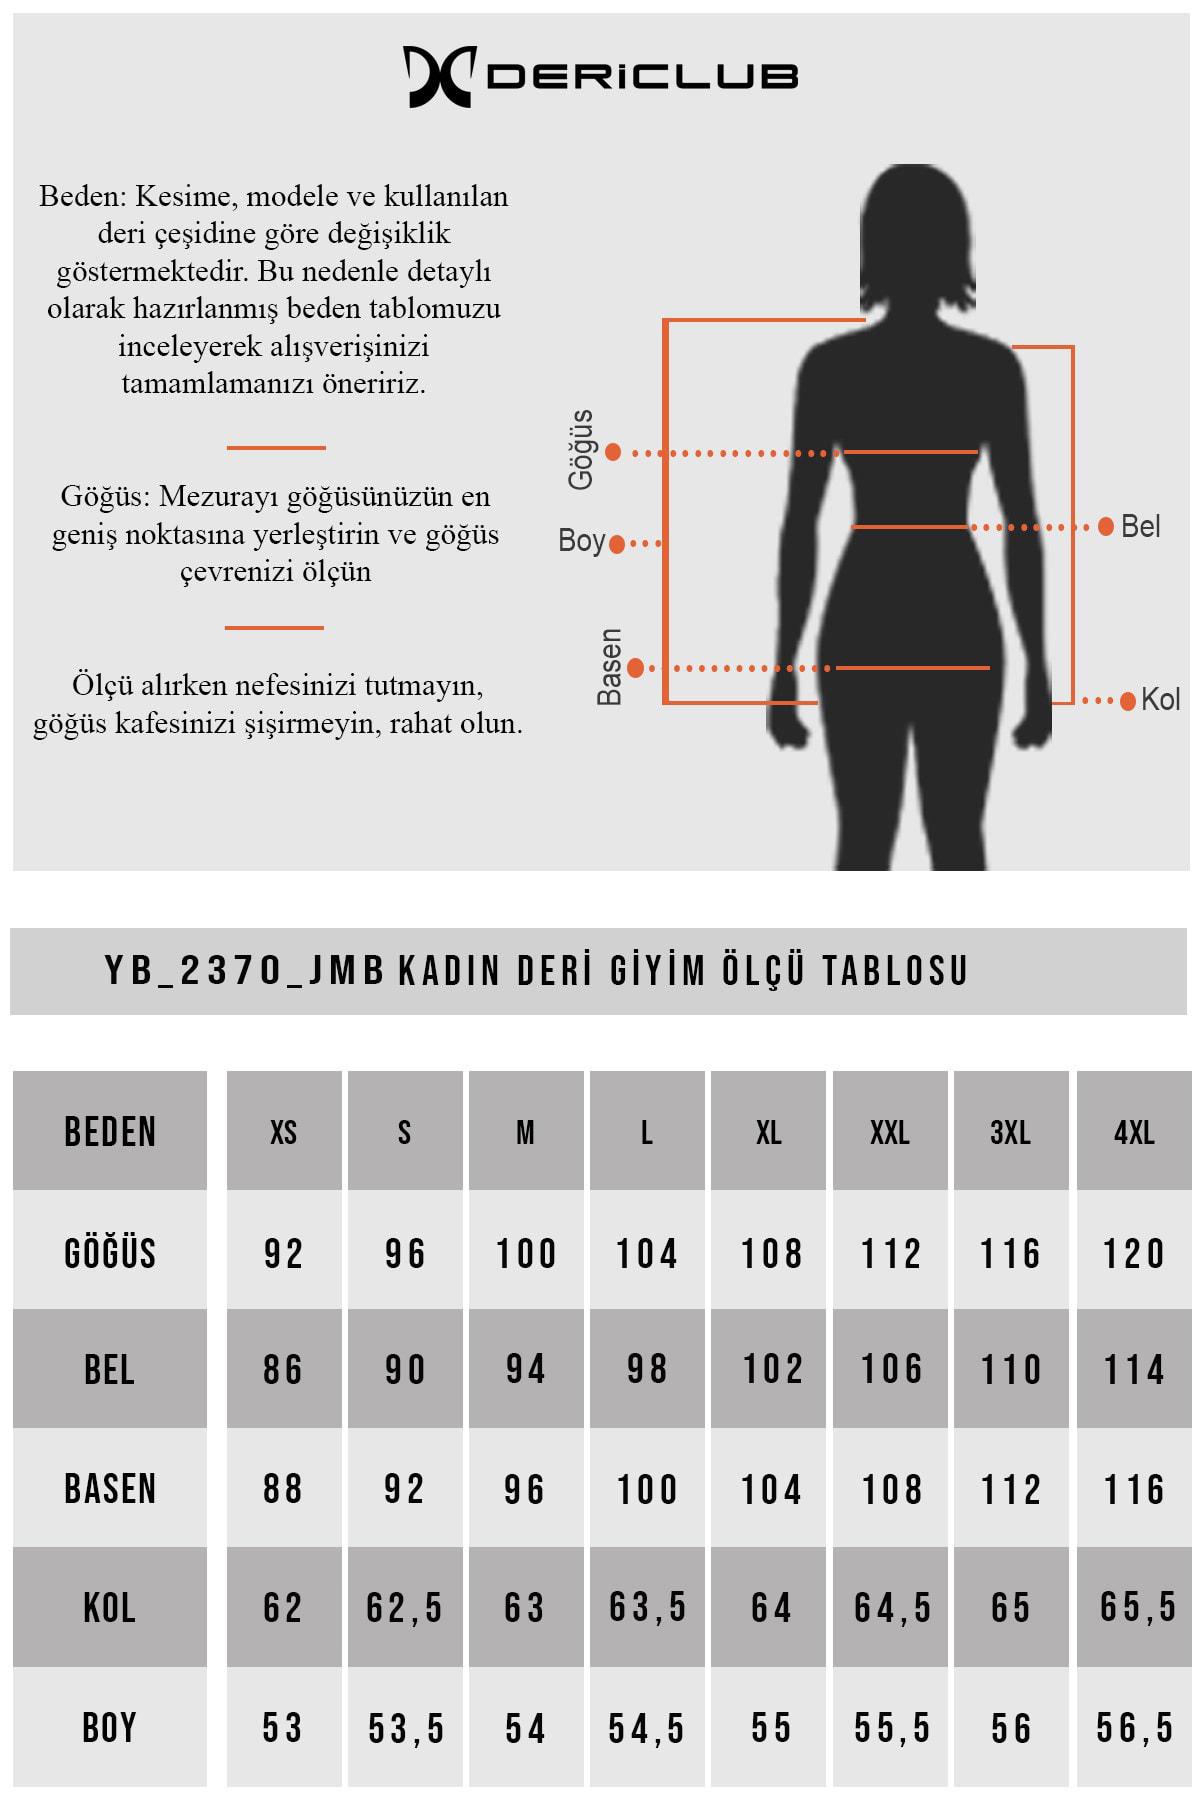 DERiCLUB
Beden: Kesime, modele ve kullanılan
deri çeşidine göre değişiklik
göstermektedir. Bu nedenle detaylı
olarak hazırlanmış beden tablomuzu
inceleyerek alışverişinizi
tamamlamanızı öneririz.
Göğüs: Mezurayı göğüsünüzün en
geniş noktasına yerleştirin ve göğüs
çevrenizi ölçün
Ölçü alırken nefesinizi tutmayın,
göğüs kafesinizi şişirmeyin, rahat olun.
Göğüs
Boy
Bel
Basen
Kol
YB_2370_JMB KADIN DERİ GİYİM ÖLÇÜ TABLOSU
BEDEN XS S M L XL XXL 3XL 4XL
GÖĞÜS 92 96 100 104 108 112 116 120
BEL 86 90 94 98 102 106 110 114
BASEN 88 92 96 100 104 108 112 116
KOL 62 62,5 63 63,5 64 64,5 65 65,5
BOY 53 53,5 54 54,5 55 55,5 56 56,5